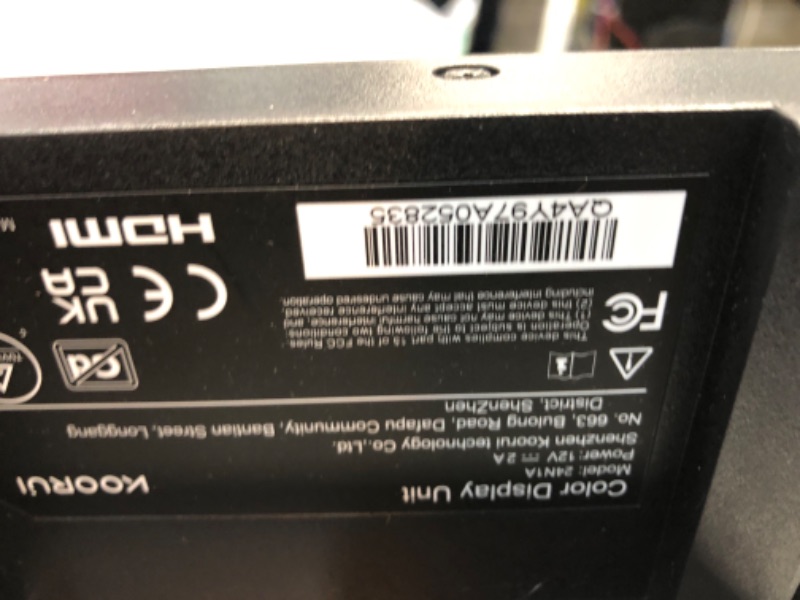 Color Display Unit
KOORUI
Model: 24N1A
Power: 12V ⎓ 2A
Shenzhen Koorui technology Co.,Ltd.
No. 663, Bulong Road, Dafapu Community, Bantian Street, Longgang
District, ShenZhen
This device complies with part 15 of the FCC Rules.
Operation is subject to the following two conditions:
(1) This device may not cause harmful interference, and
(2) this device must accept any interference received
including interference that may cause undesired operation.
FC
Cd
CE
UK
CA
HDMI
QA4Y97A052835